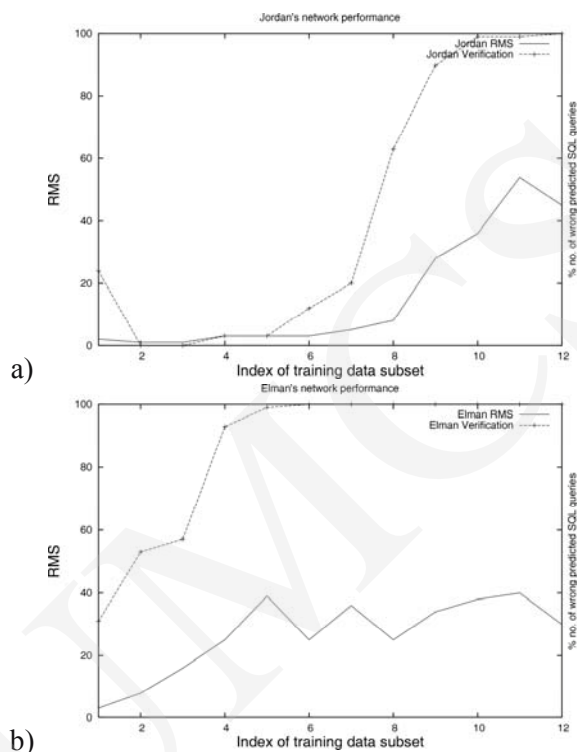 Jordan's network performance
100
80
60
40
20
0
RMS
Jordan RMS
Jordan Verification
% no. of wrong predicted SQL queries
2 4 6 8 10 12
Index of training data subset
a)
Elman's network performance
100
80
60
40
20
0
RMS
Elman RMS
Elman Verification
% no. of wrong predicted SQL queries
2 4 6 8 10 12
Index of training data subset
b)